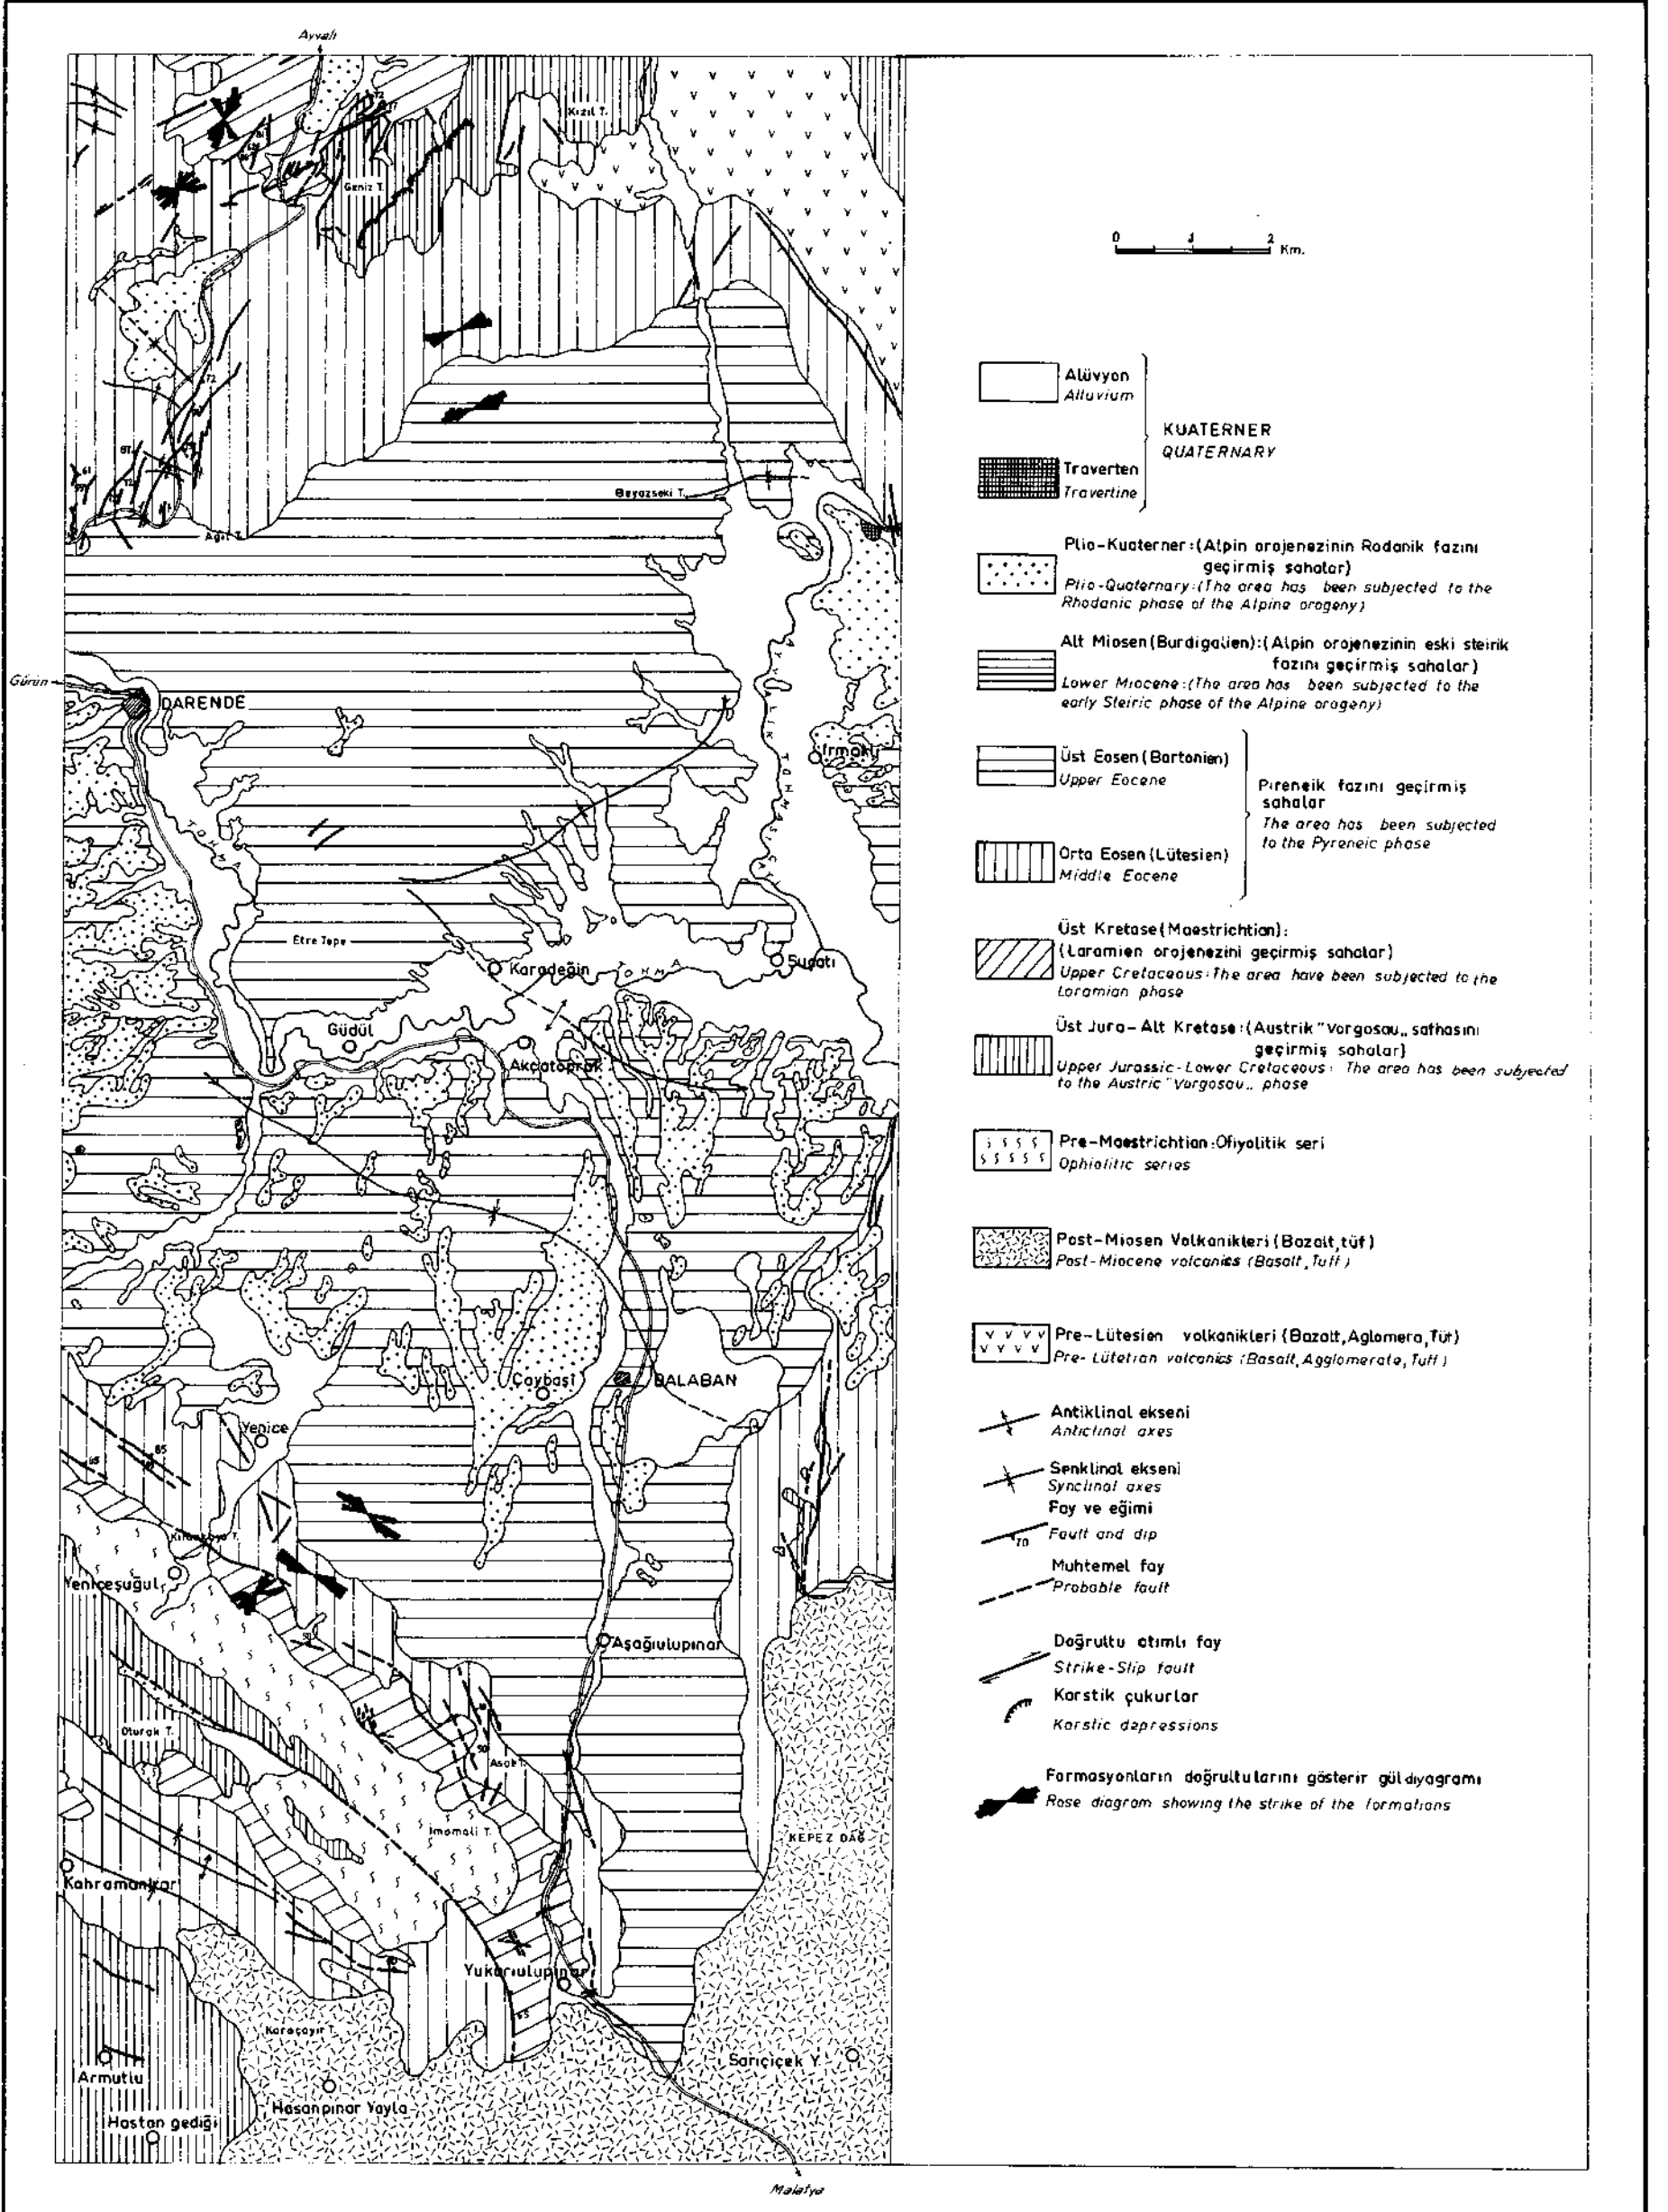 Ayvalı
Kızıl T.
Geniz T.
0 1 2
Km.
72
Beyazseki T.
Gürün
DARENDE
Irmaklı
AYVALIK TOHMASI
TOHMA
Etre Tepe
Karadeğin
TOHMA
Suçatı
Güdül
Akçatoprak
Çaybaşı
BALABAN
Yenice
65
Yeniceşuğul
Aşağıulupınar
50
Oturak T.
İmamali T.
KEPEZ DAĞ
Kahramanlar
Yukarıulupınar
65
Karaçayır T.
Sarıçiçek Y.
Armutlu
Hasanpınar Yayla
Hastan gediği
Malatya
Alüvyon
Alluvium
KUATERNER
QUATERNARY
Traverten
Travertine
Plio-Kuaterner:(Alpin orojenezinin Rodanik fazını
geçirmiş sahalar)
Plio-Quaternary:(The area has been subjected to the
Rhodanic phase of the Alpine orogeny)
Alt Miosen(Burdigalien):(Alpin orojenezinin eski steirik
fazını geçirmiş sahalar)
Lower Miocene:(The area has been subjected to the
early Steiric phase of the Alpine orogeny)
Üst Eosen(Bartonien)
Upper Eocene
Pireneik fazını geçirmiş
sahalar
The area has been subjected
to the Pyreneic phase
Orta Eosen(Lütesien)
Middle Eocene
Üst Kretase(Maestrichtian):
(Laramien orojenezini geçirmiş sahalar)
Upper Cretaceous:The area have been subjected to the
Laramian phase
Üst Jura-Alt Kretase:(Austrik "Vorgosau„ safhasını
geçirmiş sahalar)
Upper Jurassic-Lower Cretaceous: The area has been subjected
to the Austric "Vorgosau„ phase
Pre-Maestrichtian:Ofiyolitik seri
Ophiolitic series
Post-Miosen Volkanikleri(Bazalt,tüf)
Post-Miocene volcanics (Basalt,Tuff)
Pre-Lütesien volkanikleri(Bazalt,Aglomera,Tüf)
Pre-Lütetian volcanics (Basalt,Agglomerate,Tuff)
Antiklinal ekseni
Anticlinal axes
Senklinal ekseni
Synclinal axes
Fay ve eğimi
70
Fault and dip
Muhtemel fay
Probable fault
Doğrultu atımlı fay
Strike-Slip fault
Karstik çukurlar
Karstic depressions
Formasyonların doğrultularını gösterir gül diyagramı
Rose diagram showing the strike of the formations